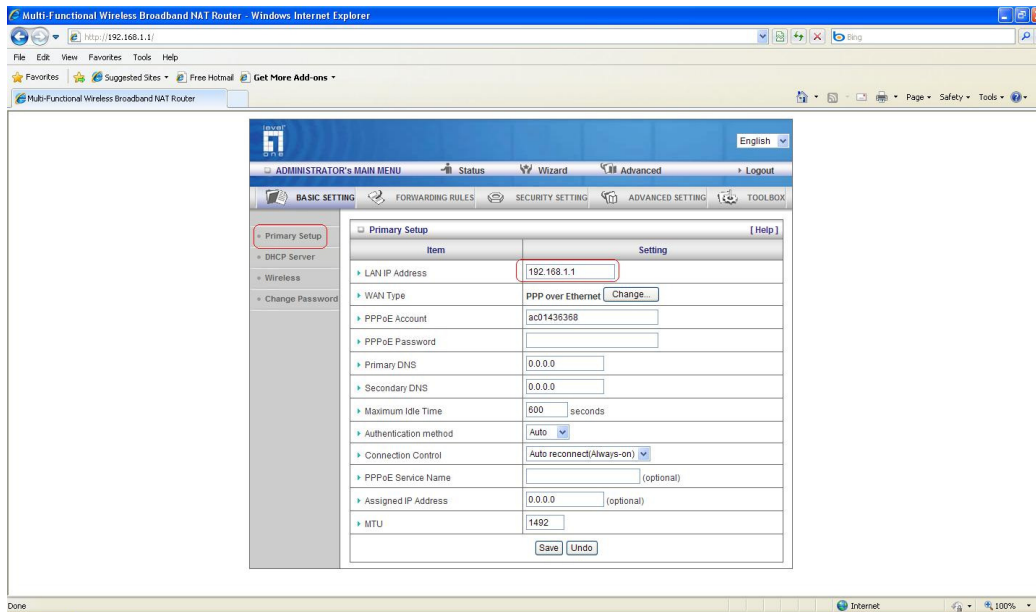 Multi-Functional Wireless Broadband NAT Router - Windows Internet Explorer
http://192.168.1.1/
Bing
File Edit View Favorites Tools Help
Favorites Suggested Sites Free Hotmail Get More Add-ons
Multi-Functional Wireless Broadband NAT Router
Page Safety Tools
level one
English
ADMINISTRATOR's MAIN MENU Status Wizard Advanced Logout
BASIC SETTING FORWARDING RULES SECURITY SETTING ADVANCED SETTING TOOLBOX
Primary Setup
DHCP Server
Wireless
Change Password
Primary Setup [ Help ]
Item Setting
LAN IP Address 192.168.1.1
WAN Type PPP over Ethernet Change...
PPPoE Account ac01436368
PPPoE Password
Primary DNS 0.0.0.0
Secondary DNS 0.0.0.0
Maximum Idle Time 600 seconds
Authentication method Auto
Connection Control Auto reconnect(Always-on)
PPPoE Service Name (optional)
Assigned IP Address 0.0.0.0 (optional)
MTU 1492
Save Undo
Done Internet 100%